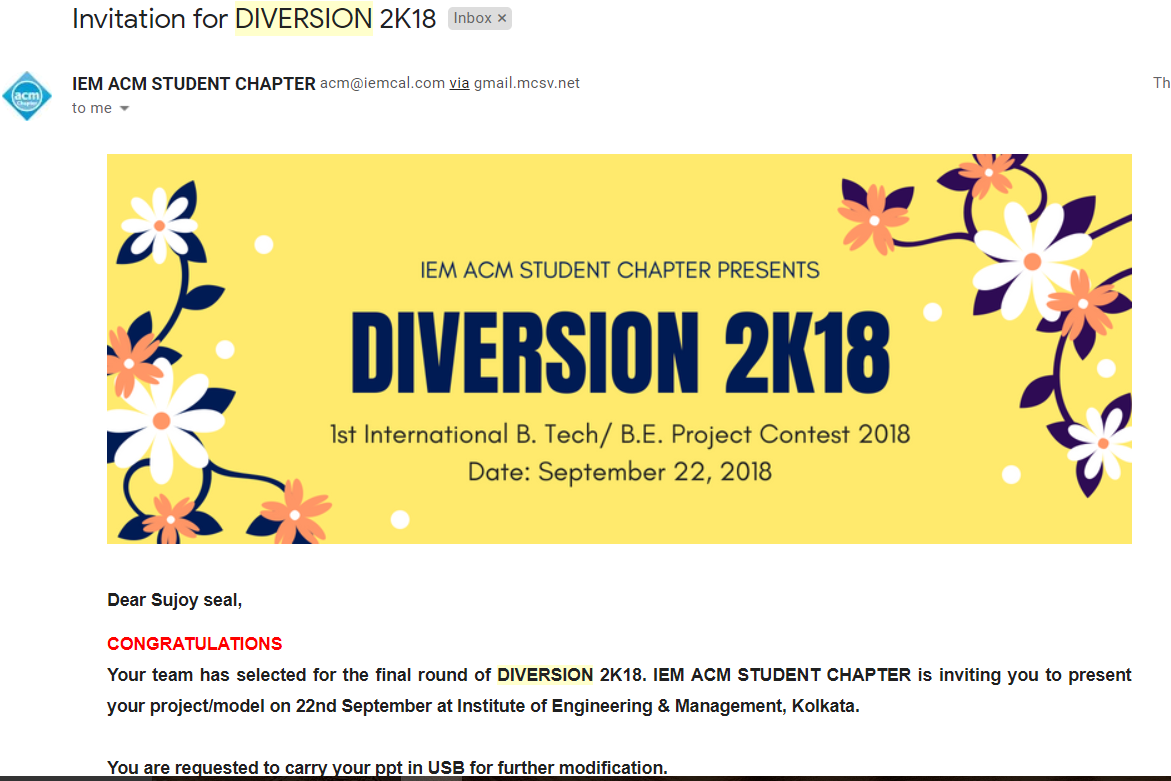 Invitation for DIVERSION 2K18 Inbox ×
IEM ACM STUDENT CHAPTER acm@iemcal.com via gmail.mcsv.net Th
acm
Chapter
to me
IEM ACM STUDENT CHAPTER PRESENTS
DIVERSION 2K18
1st International B. Tech/ B.E. Project Contest 2018
Date: September 22, 2018
Dear Sujoy seal,
CONGRATULATIONS
Your team has selected for the final round of DIVERSION 2K18. IEM ACM STUDENT CHAPTER is inviting you to present
your project/model on 22nd September at Institute of Engineering & Management, Kolkata.
You are requested to carry your ppt in USB for further modification.